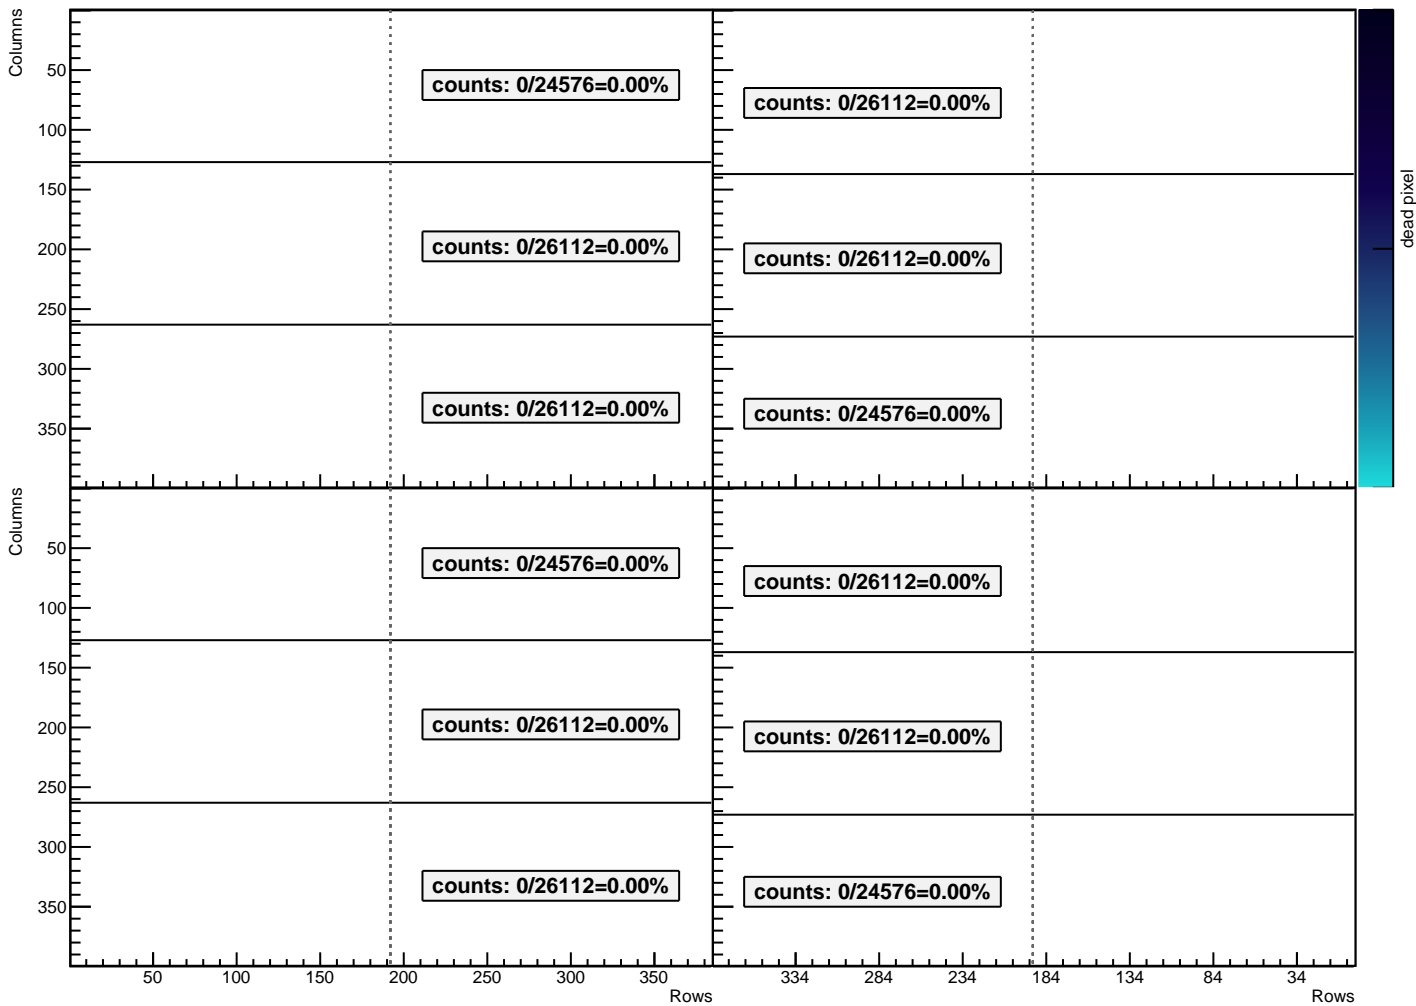 Columns
50
100
150
200
250
300
350
counts: 0/24576=0.00%
counts: 0/26112=0.00%
counts: 0/26112=0.00%
counts: 0/26112=0.00%
counts: 0/26112=0.00%
counts: 0/24576=0.00%
dead pixel
Columns
50
100
150
200
250
300
350
counts: 0/24576=0.00%
counts: 0/26112=0.00%
counts: 0/26112=0.00%
50 100 150 200 250 300 350
Rows
counts: 0/26112=0.00%
counts: 0/26112=0.00%
counts: 0/24576=0.00%
334 284 234 184 134 84 34
Rows